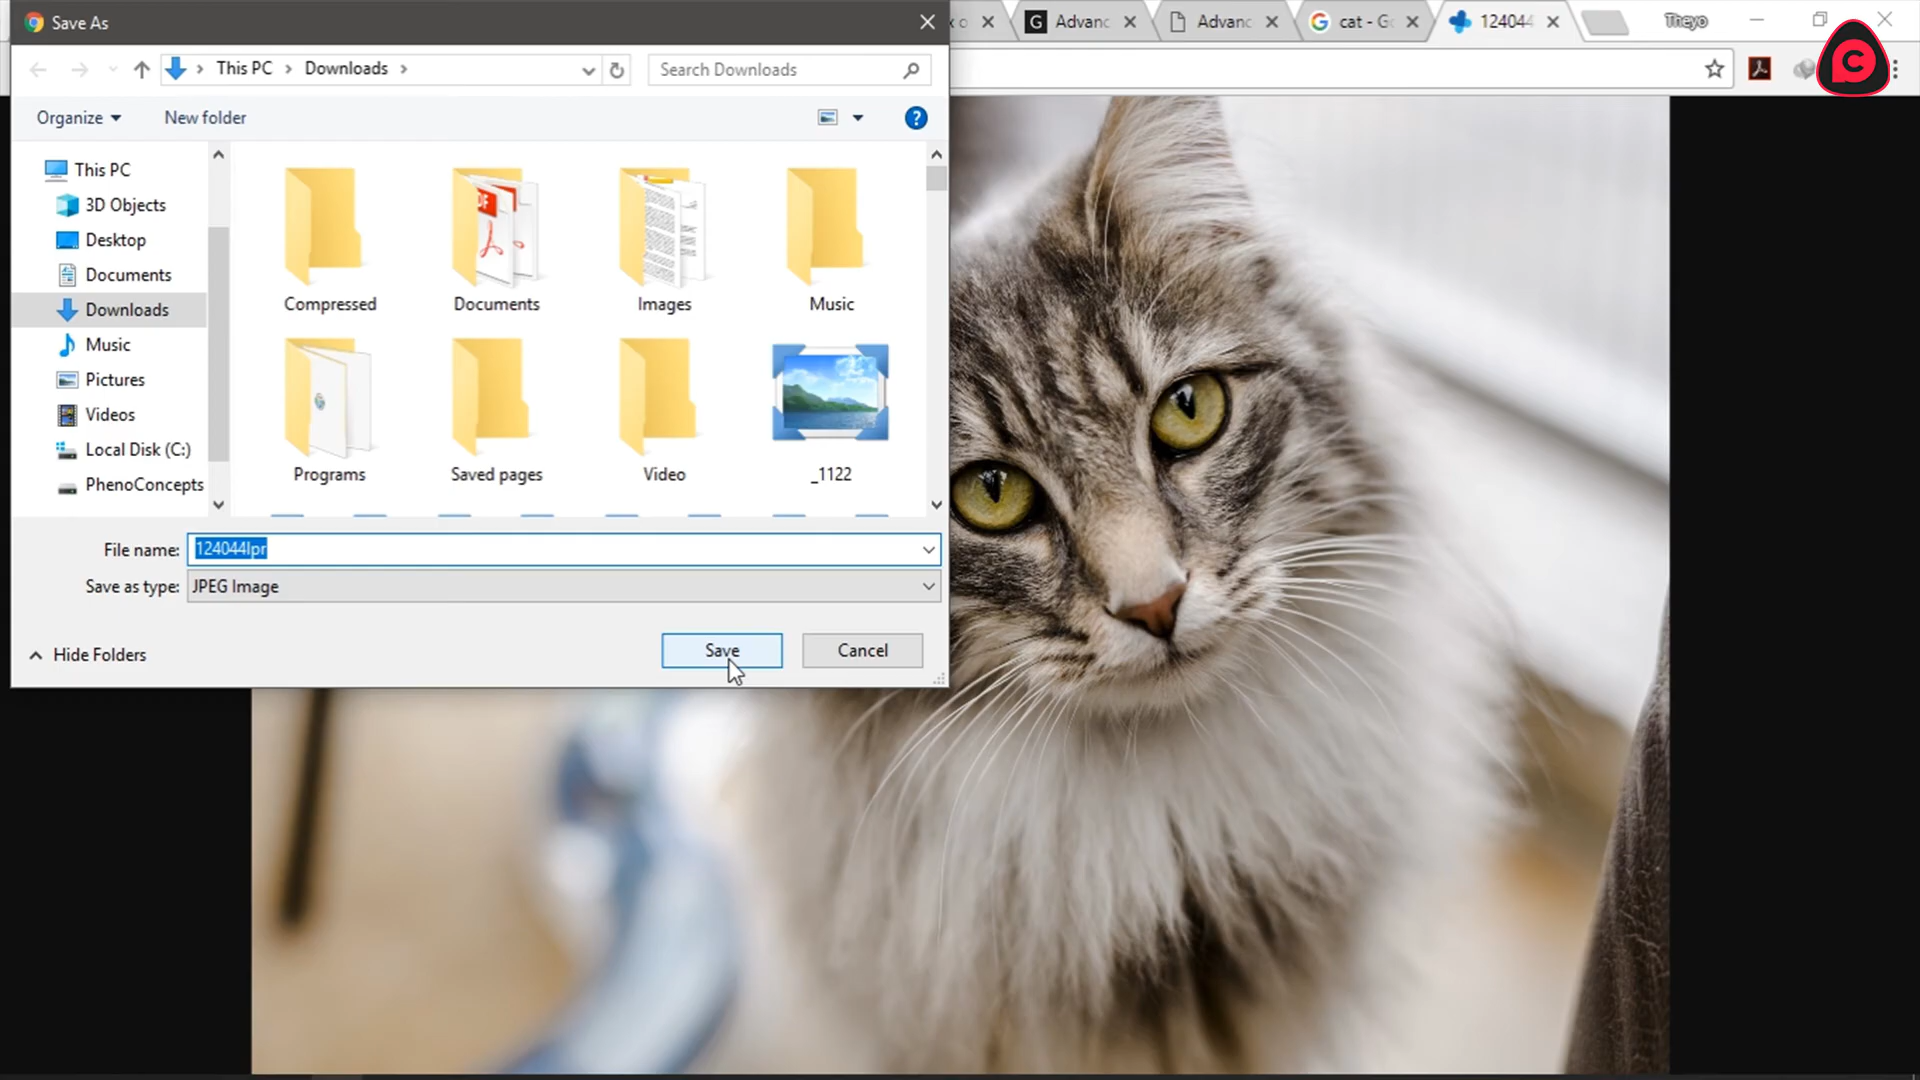 Save As
x o
Advanc
Advanc
cat - Go
124044
Theyo
This PC
Downloads
Search Downloads
Organize
New folder
This PC
3D Objects
Desktop
Documents
Downloads
Music
Pictures
Videos
Local Disk (C:)
PhenoConcepts
Compressed
Documents
Images
Music
Programs
Saved pages
Video
_1122
File name:
124044lpr
Save as type:
JPEG Image
Hide Folders
Save
Cancel